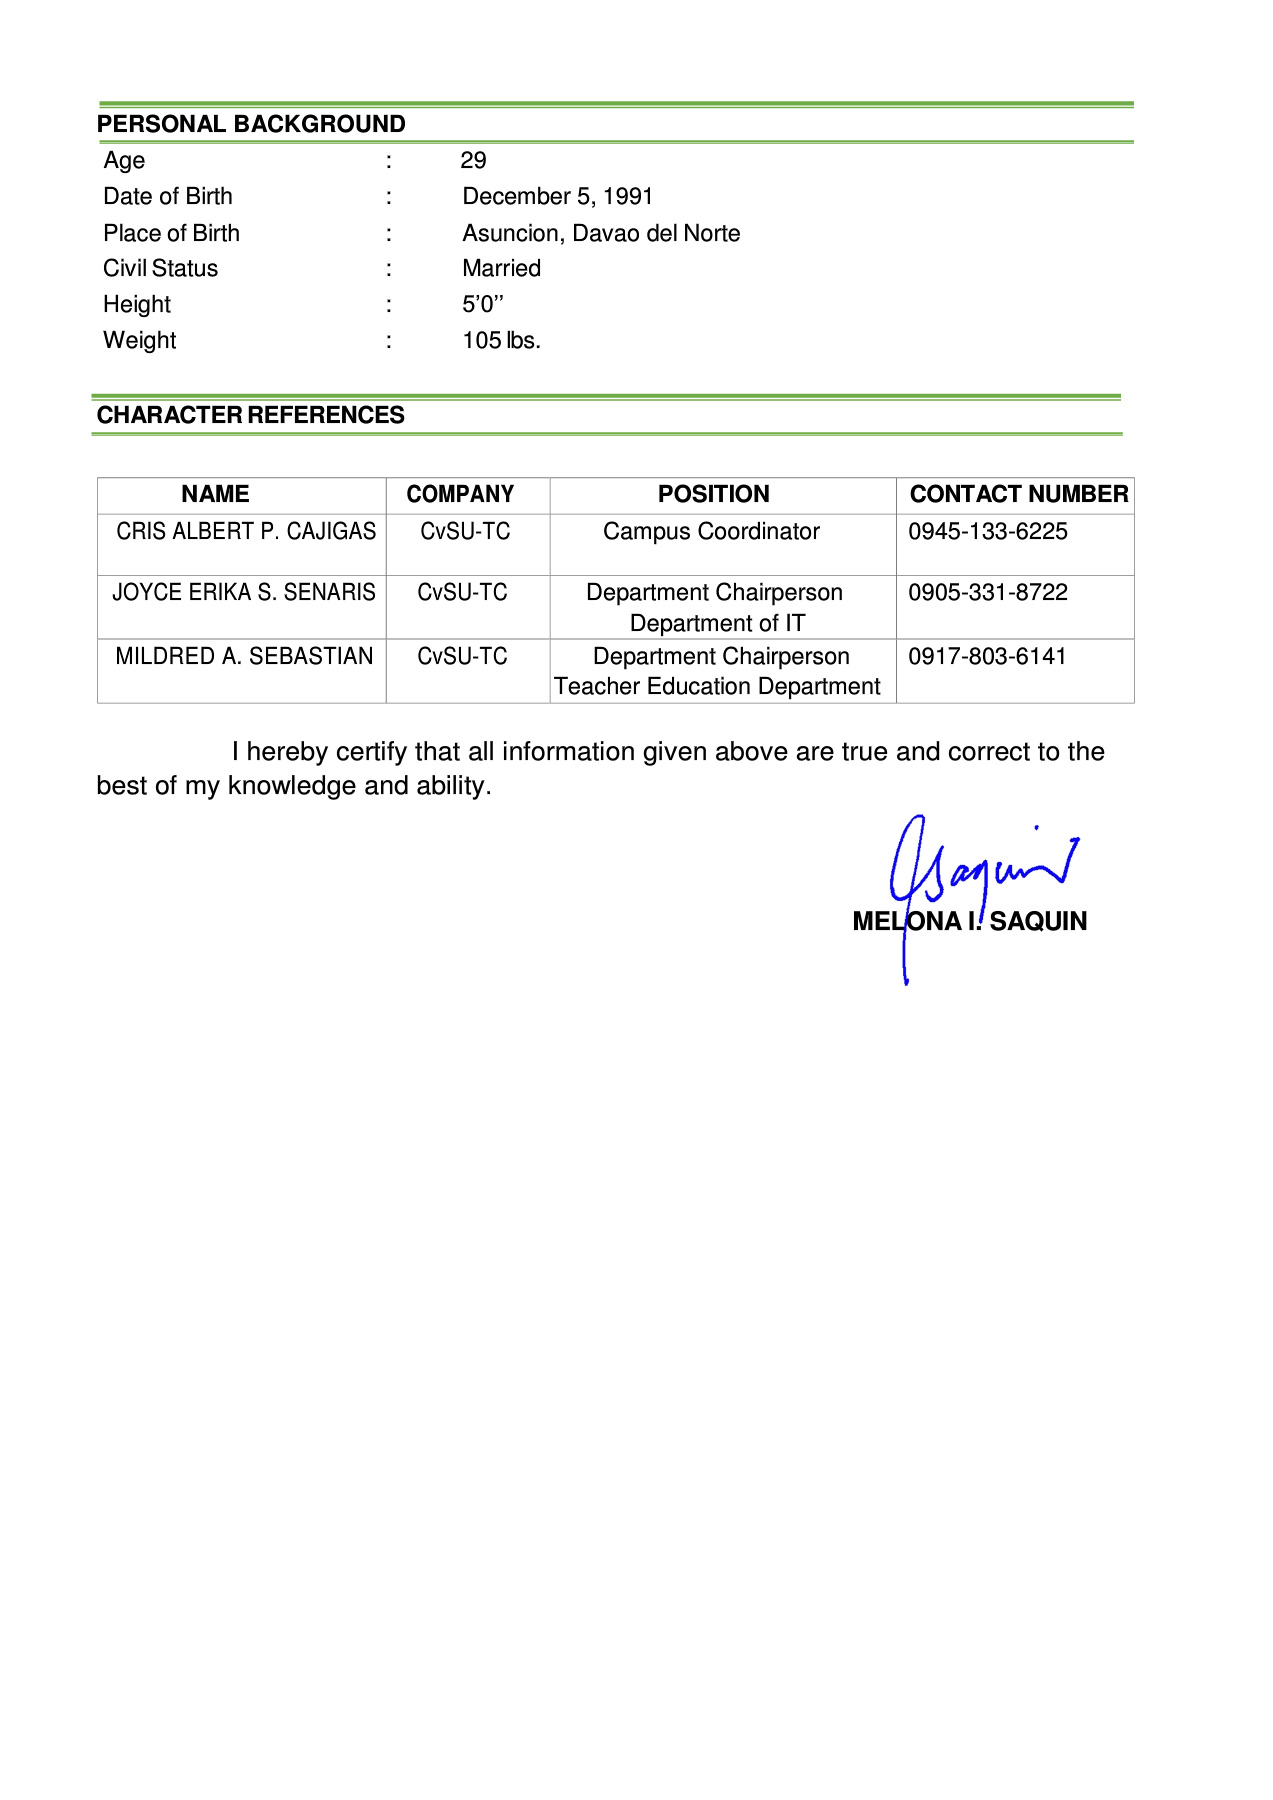 PERSONAL BACKGROUND
Age : 29
Date of Birth : December 5, 1991
Place of Birth : Asuncion, Davao del Norte
Civil Status : Married
Height : 5’0’’
Weight : 105 lbs.
CHARACTER REFERENCES
NAME COMPANY POSITION CONTACT NUMBER
CRIS ALBERT P. CAJIGAS CvSU-TC Campus Coordinator 0945-133-6225
JOYCE ERIKA S. SENARIS CvSU-TC Department Chairperson 0905-331-8722
Department of IT
MILDRED A. SEBASTIAN CvSU-TC Department Chairperson 0917-803-6141
Teacher Education Department
I hereby certify that all information given above are true and correct to the
best of my knowledge and ability.
MELONA I. SAQUIN